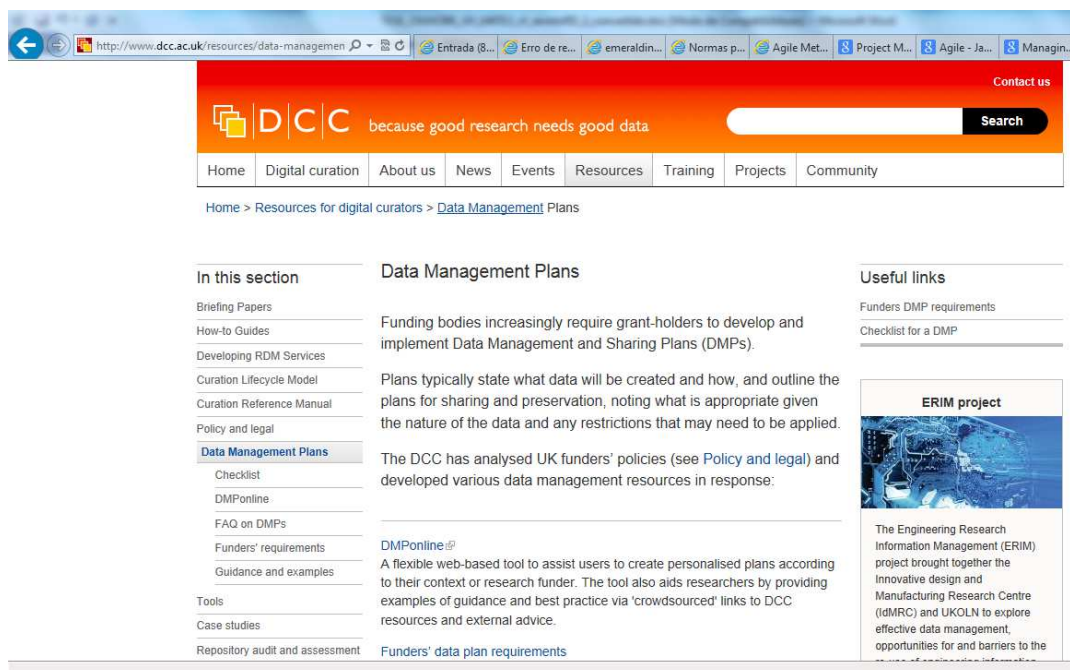 http://www.dcc.ac.uk/resources/data-managemen
Entrada (8...
Erro de re...
emeraldin...
Normas p...
Agile Met...
Project M...
Agile - Ja...
Managin..
Contact us
DCC because good research needs good data
Search
Home Digital curation About us News Events Resources Training Projects Community
Home > Resources for digital curators > Data Management Plans
In this section
Briefing Papers
How-to Guides
Developing RDM Services
Curation Lifecycle Model
Curation Reference Manual
Policy and legal
Data Management Plans
Checklist
DMPonline
FAQ on DMPs
Funders' requirements
Guidance and examples
Tools
Case studies
Repository audit and assessment
Data Management Plans
Funding bodies increasingly require grant-holders to develop and
implement Data Management and Sharing Plans (DMPs).
Plans typically state what data will be created and how, and outline the
plans for sharing and preservation, noting what is appropriate given
the nature of the data and any restrictions that may need to be applied.
The DCC has analysed UK funders' policies (see Policy and legal) and
developed various data management resources in response:
DMPonline
A flexible web-based tool to assist users to create personalised plans according
to their context or research funder. The tool also aids researchers by providing
examples of guidance and best practice via 'crowdsourced' links to DCC
resources and external advice.
Funders' data plan requirements
Useful links
Funders DMP requirements
Checklist for a DMP
ERIM project
The Engineering Research
Information Management (ERIM)
project brought together the
Innovative design and
Manufacturing Research Centre
(IdMRC) and UKOLN to explore
effective data management,
opportunities for and barriers to the